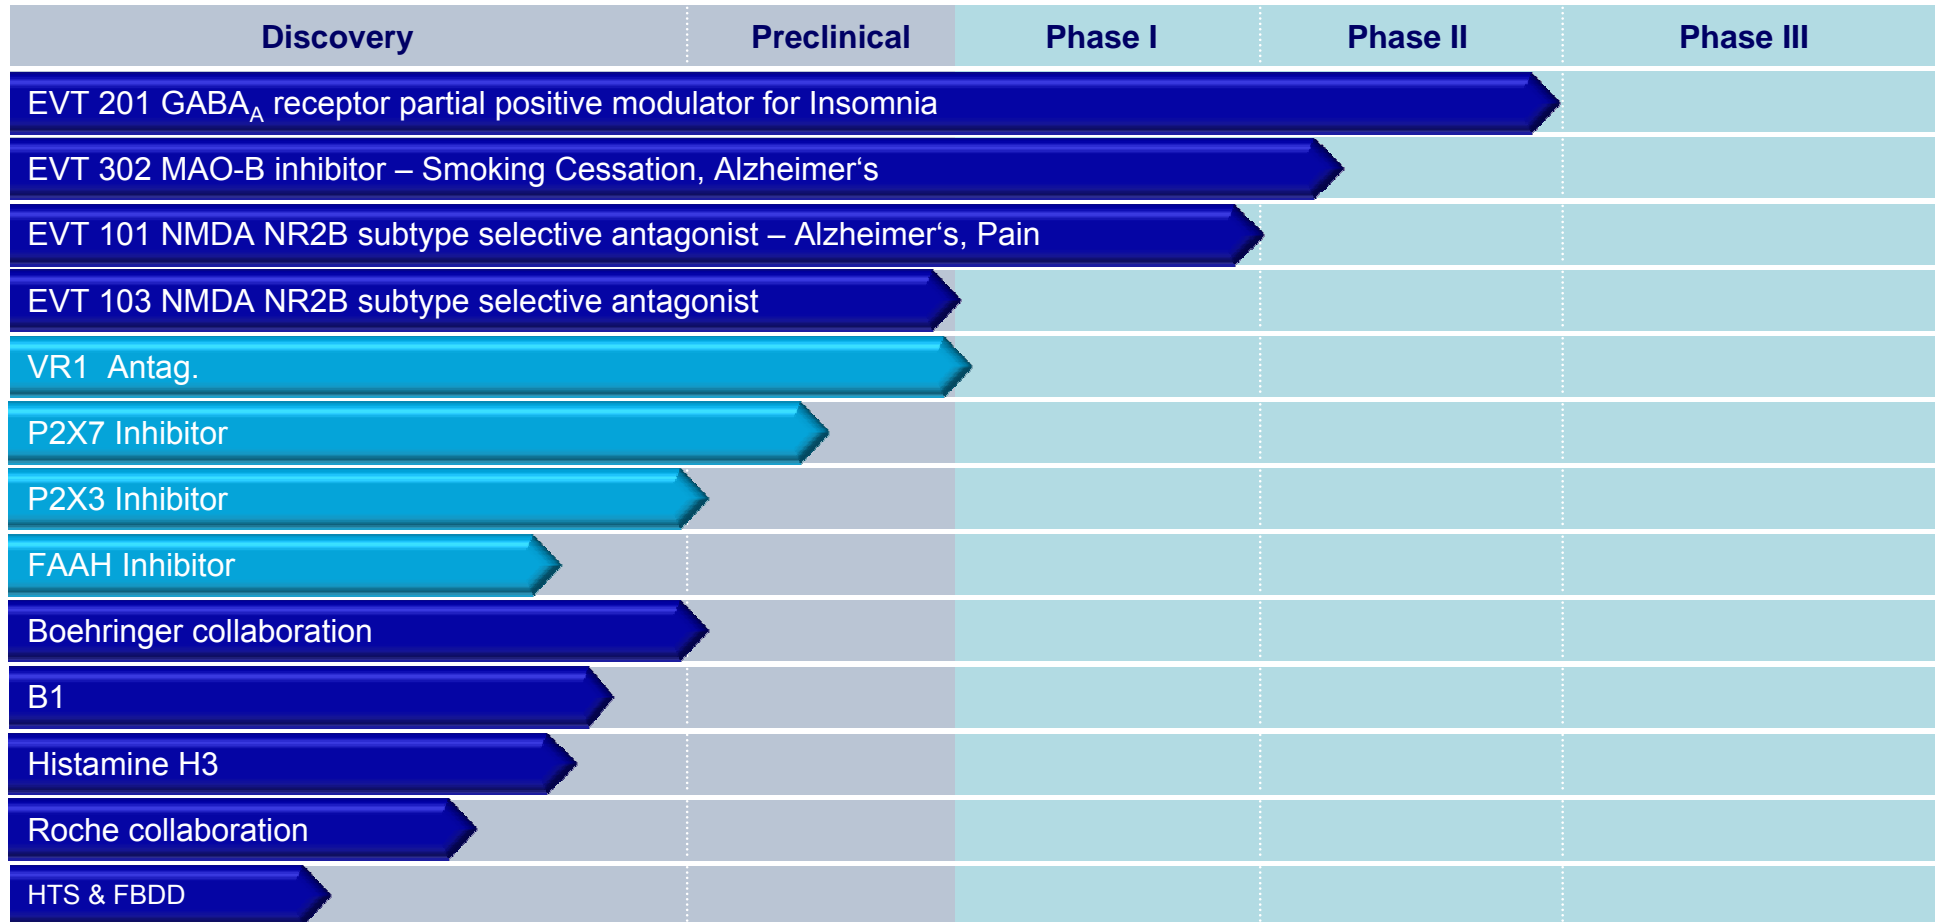 Discovery Preclinical Phase I Phase II Phase III
EVT 201 GABAA receptor partial positive modulator for Insomnia
EVT 302 MAO-B inhibitor – Smoking Cessation, Alzheimer‘s
EVT 101 NMDA NR2B subtype selective antagonist – Alzheimer‘s, Pain
EVT 103 NMDA NR2B subtype selective antagonist
VR1 Antag.
P2X7 Inhibitor
P2X3 Inhibitor
FAAH Inhibitor
Boehringer collaboration
B1
Histamine H3
Roche collaboration
HTS & FBDD